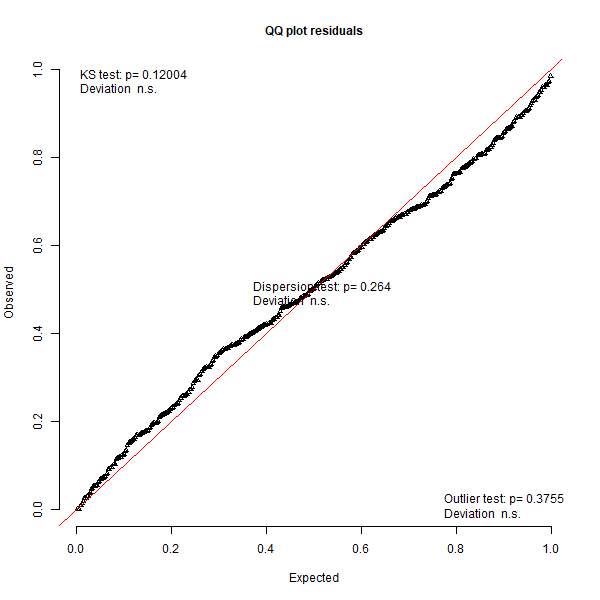 QQ plot residuals
KS test: p= 0.12004
Deviation n.s.
Dispersion test: p= 0.264
Deviation n.s.
Outlier test: p= 0.3755
Deviation n.s.
Observed
0.0
0.2
0.4
0.6
0.8
1.0
0.0 0.2 0.4 0.6 0.8 1.0
Expected